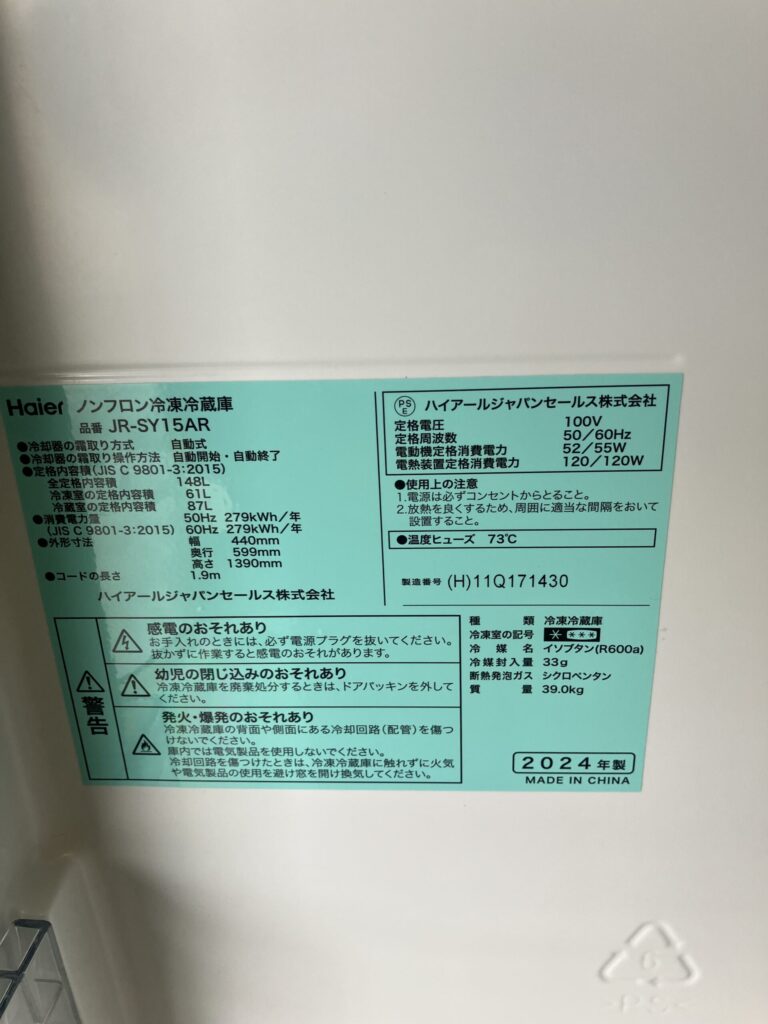 Haier ノンフロン冷凍冷蔵庫
品番 JR-SY15AR
●冷却器の霜取り方式 自動式
●冷却器の霜取り操作方法 自動開始・自動終了
●定格内容積(JIS C 9801-3:2015)
全定格内容積 148L
冷凍室の定格内容積 61L
冷蔵室の定格内容積 87L
●消費電力量 50Hz 279kWh/年
(JIS C 9801-3:2015) 60Hz 279kWh/年
●外形寸法 幅 440mm
奥行 599mm
高さ 1390mm
●コードの長さ 1.9m
ハイアールジャパンセールス株式会社
PS
E
ハイアールジャパンセールス株式会社
定格電圧 100V
定格周波数 50/60Hz
電動機定格消費電力 52/55W
電熱装置定格消費電力 120/120W
●使用上の注意
1.電源は必ずコンセントからとること。
2.放熱を良くするため、周囲に適当な間隔をおいて
設置すること。
●温度ヒューズ 73℃
製造番号 (H)11Q171430
警告
感電のおそれあり
お手入れのときには、必ず電源プラグを抜いてください。
抜かずに作業すると感電のおそれがあります。
幼児の閉じ込みのおそれあり
冷凍冷蔵庫を廃棄処分するときは、ドアパッキンを外して
ください。
発火・爆発のおそれあり
冷凍冷蔵庫の背面や側面にある冷却回路(配管)を傷つ
けないでください。
庫内では電気製品を使用しないでください。
冷却回路を傷つけたときは、冷凍冷蔵庫に触れずに火気
や電気製品の使用を避け窓を開け換気してください。
種類 冷凍冷蔵庫
冷凍室の記号 * ***
冷媒名 イソブタン(R600a)
冷媒封入量 33g
断熱発泡ガス シクロペンタン
質量 39.0kg
2024年製
MADE IN CHINA
6
>PS<